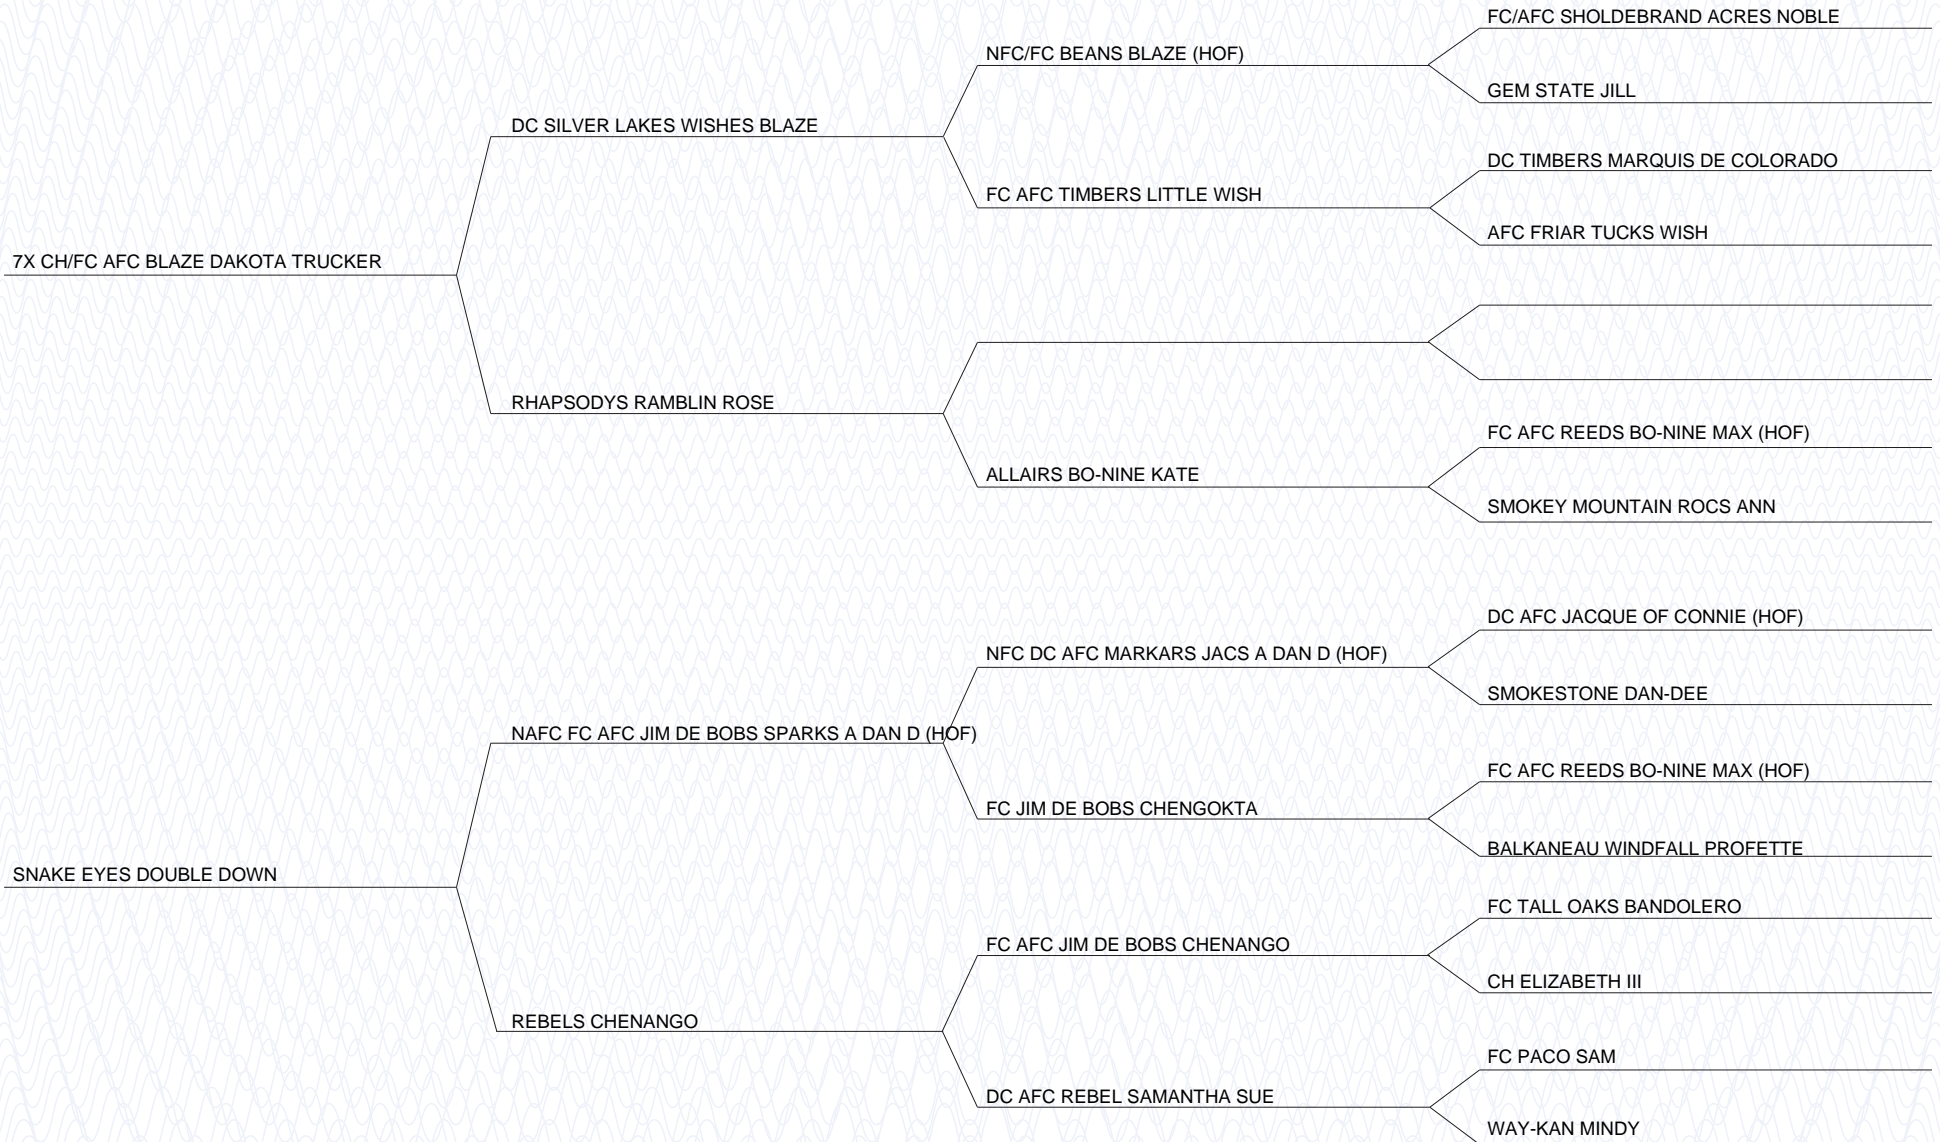 FC/AFC SHOLDEBRAND ACRES NOBLE
NFC/FC BEANS BLAZE (HOF)
GEM STATE JILL
DC SILVER LAKES WISHES BLAZE
DC TIMBERS MARQUIS DE COLORADO
FC AFC TIMBERS LITTLE WISH
AFC FRIAR TUCKS WISH
7X CH/FC AFC BLAZE DAKOTA TRUCKER
RHAPSODYS RAMBLIN ROSE
FC AFC REEDS BO-NINE MAX (HOF)
ALLAIRS BO-NINE KATE
SMOKEY MOUNTAIN ROCS ANN
DC AFC JACQUE OF CONNIE (HOF)
NFC DC AFC MARKARS JACS A DAN D (HOF)
SMOKESTONE DAN-DEE
NAFC FC AFC JIM DE BOBS SPARKS A DAN D (HOF)
FC AFC REEDS BO-NINE MAX (HOF)
FC JIM DE BOBS CHENGOKTA
BALKANEAU WINDFALL PROFETTE
SNAKE EYES DOUBLE DOWN
FC TALL OAKS BANDOLERO
FC AFC JIM DE BOBS CHENANGO
CH ELIZABETH III
REBELS CHENANGO
FC PACO SAM
DC AFC REBEL SAMANTHA SUE
WAY-KAN MINDY